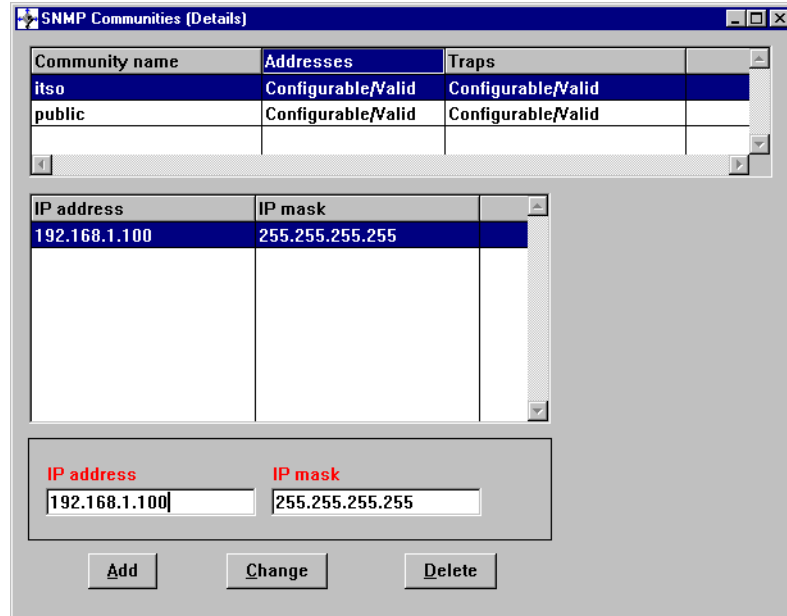 SNMP Communities (Details)
Community name Addresses Traps
itso Configurable/Valid Configurable/Valid
public Configurable/Valid Configurable/Valid
IP address IP mask
192.168.1.100 255.255.255.255
IP address IP mask
192.168.1.100 255.255.255.255
Add Change Delete